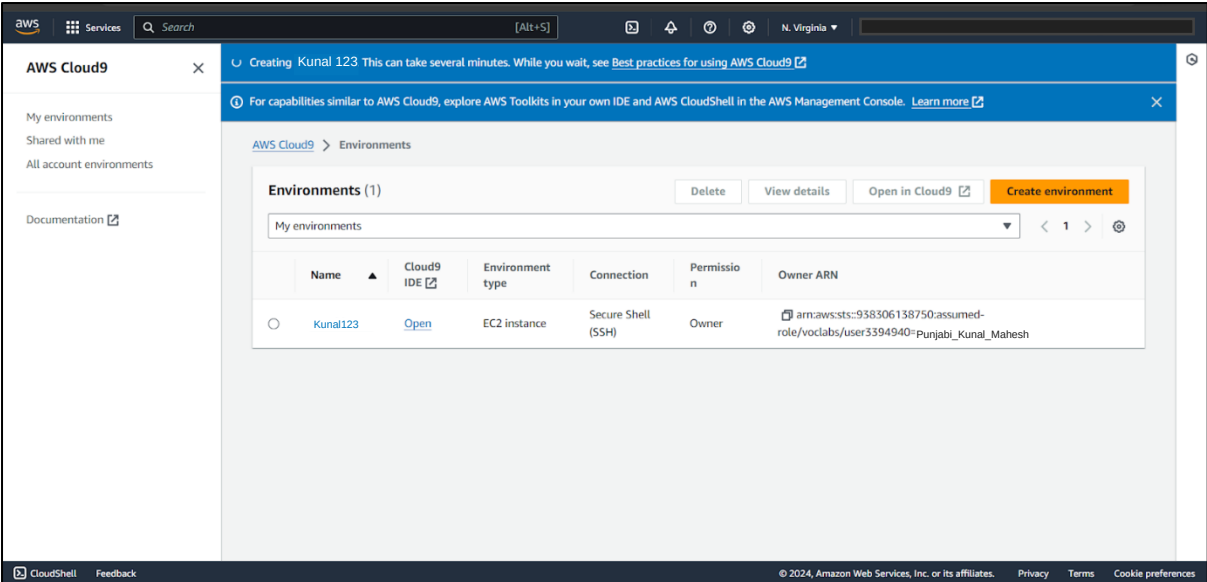 aws Services Search [Alt+S] N. Virginia
AWS Cloud9
Creating Kunal 123 This can take several minutes. While you wait, see Best practices for using AWS Cloud9
For capabilities similar to AWS Cloud9, explore AWS Toolkits in your own IDE and AWS CloudShell in the AWS Management Console. Learn more
My environments
Shared with me
All account environments
Documentation
AWS Cloud9 > Environments
Environments (1) Delete View details Open in Cloud9 Create environment
My environments 1
Name Cloud9 IDE Environment type Connection Permissio
n Owner ARN
Kunal123 Open EC2 instance Secure Shell (SSH) Owner arn:aws:sts::938306138750:assumed-
role/voclabs/user3394940=Punjabi_Kunal_Mahesh
CloudShell Feedback © 2024, Amazon Web Services, Inc. or its affiliates. Privacy Terms Cookie preferences